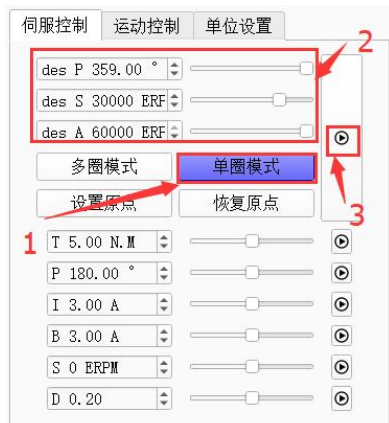 伺服控制 运动控制 单位设置
2
des P 359.00 °
des S 30000 ERF
des A 60000 ERF
多圈模式 单圈模式
设置原点 恢复原点
3
1
T 5.00 N.M
P 180.00 °
I 3.00 A
B 3.00 A
S 0 ERPM
D 0.20